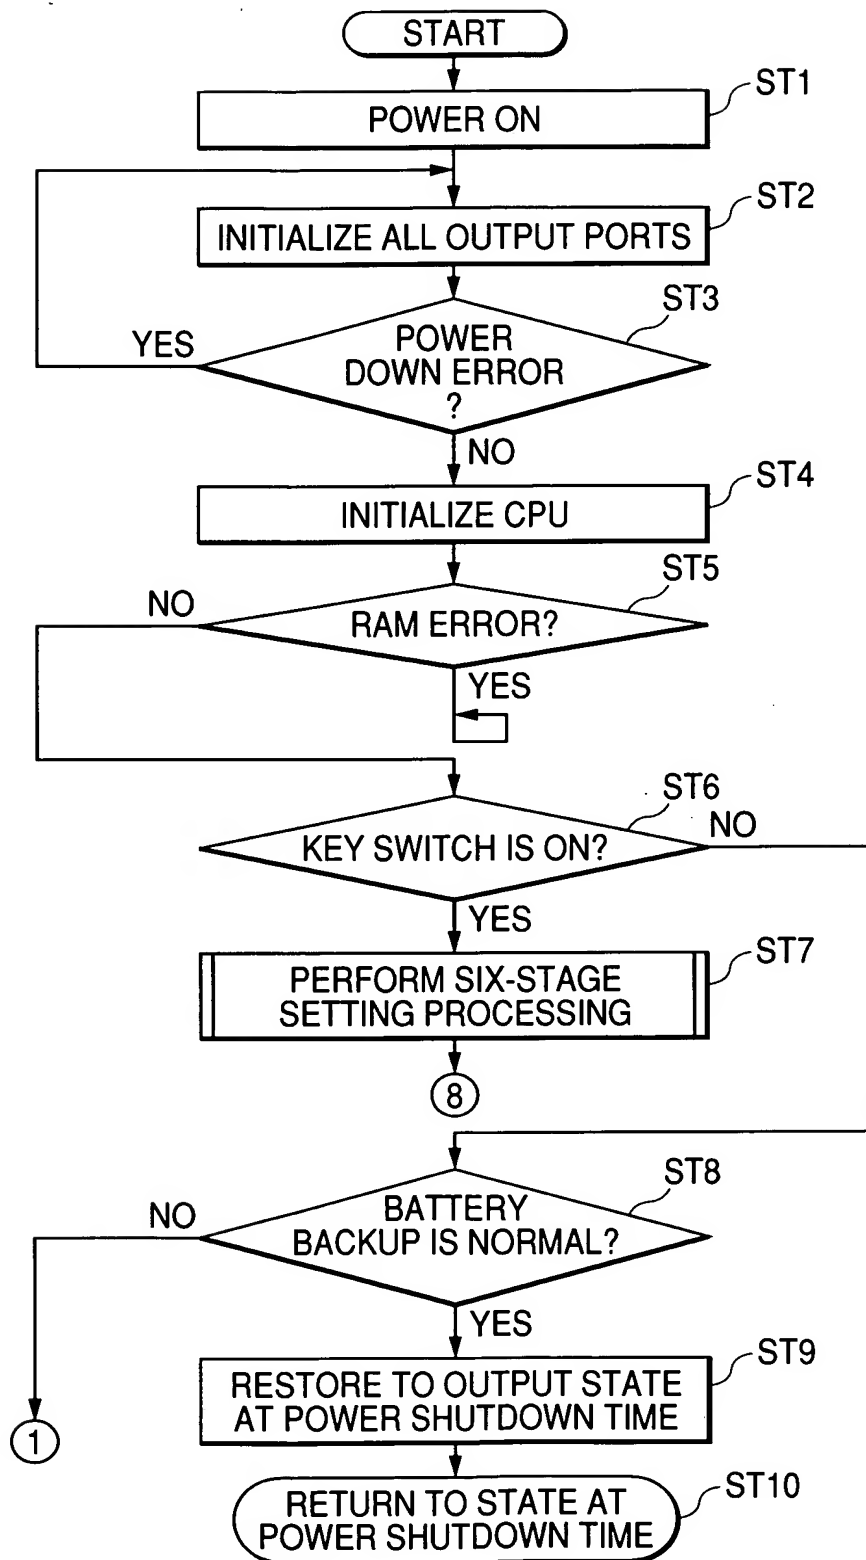 START
ST1
POWER ON
ST2
INITIALIZE ALL OUTPUT PORTS
ST3
YES
POWER
DOWN ERROR
?
NO
ST4
INITIALIZE CPU
ST5
NO
RAM ERROR?
YES
ST6
NO
KEY SWITCH IS ON?
YES
ST7
PERFORM SIX-STAGE
SETTING PROCESSING
8
ST8
NO
BATTERY
BACKUP IS NORMAL?
YES
ST9
RESTORE TO OUTPUT STATE
AT POWER SHUTDOWN TIME
1
ST10
RETURN TO STATE AT
POWER SHUTDOWN TIME